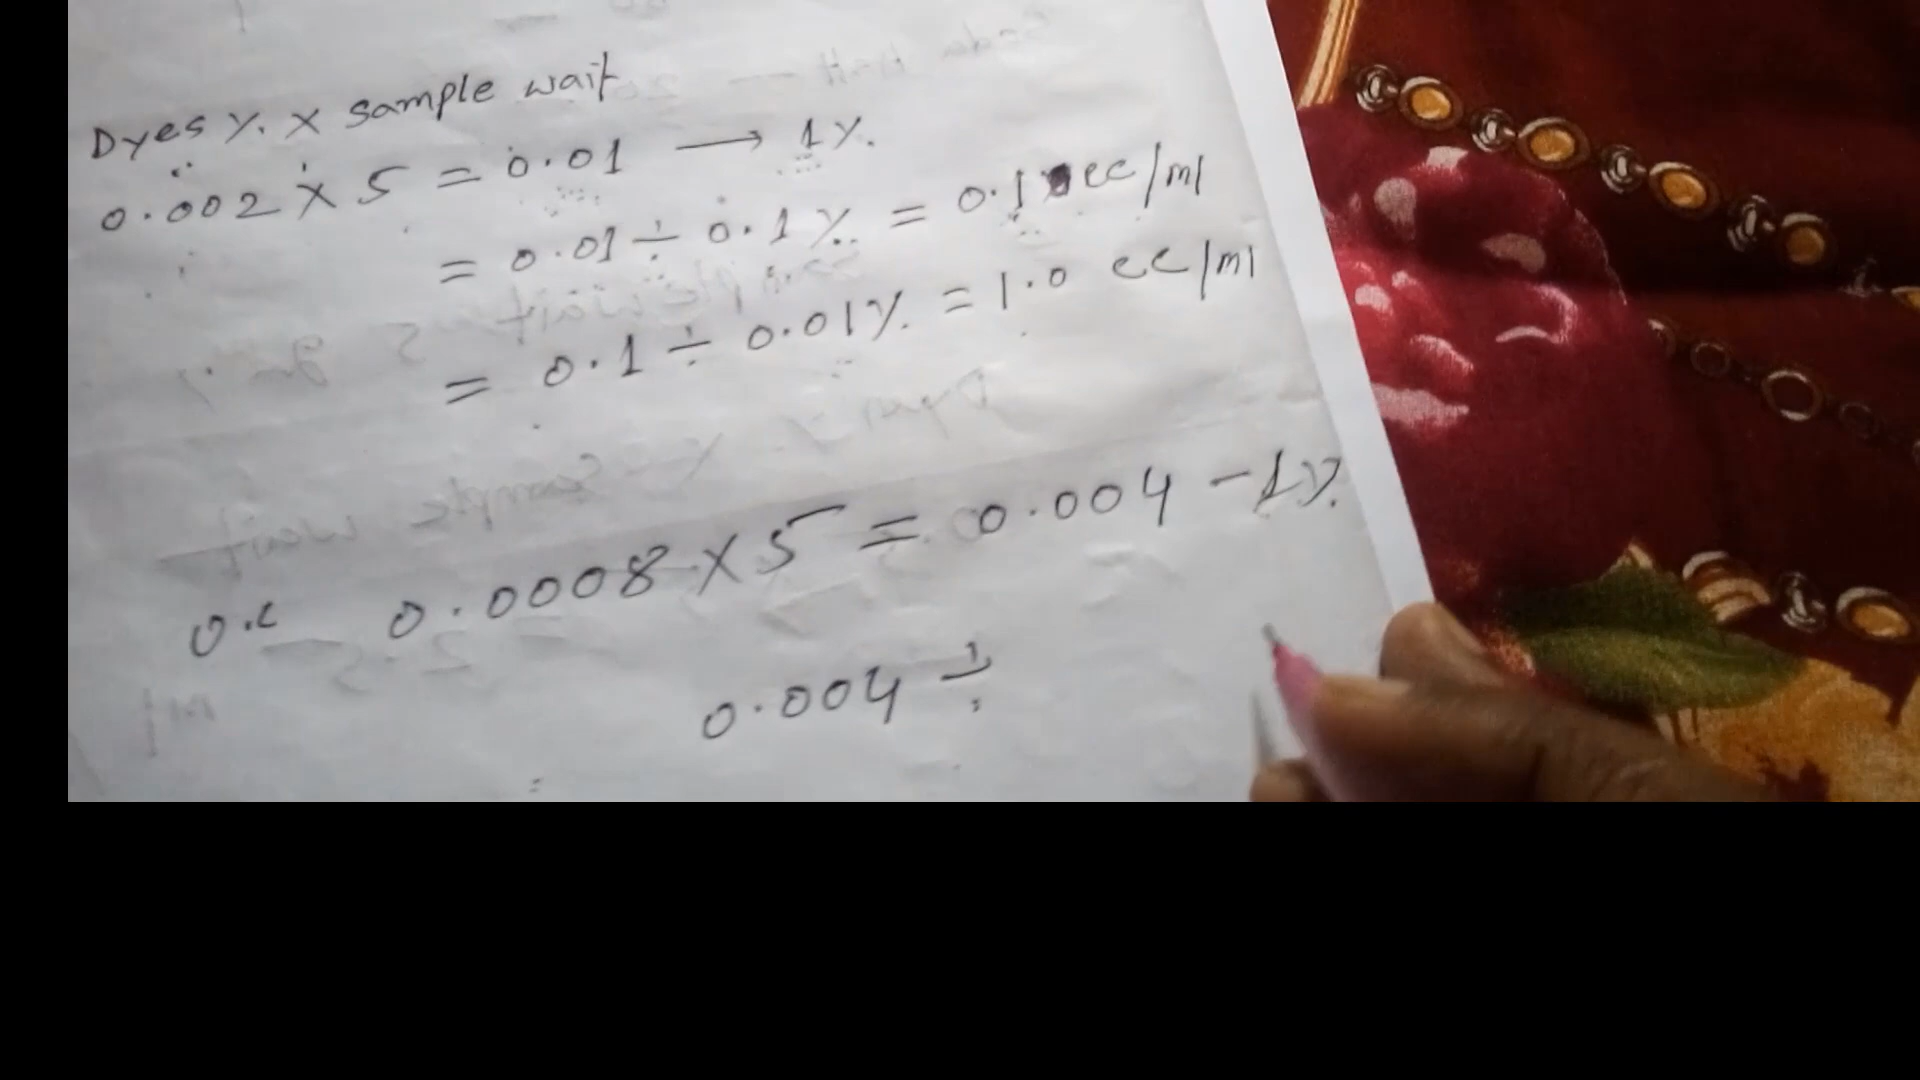 Dyes %. × sample wait
0.002 × 5 = 0.01 → 1%.
= 0.01 ÷ 0.1% = 0.1 cc/ml
= 0.1 ÷ 0.01%. = 1.0 cc/ml
0.0008 × 5 = 0.004 - 1%.
0.004 ÷